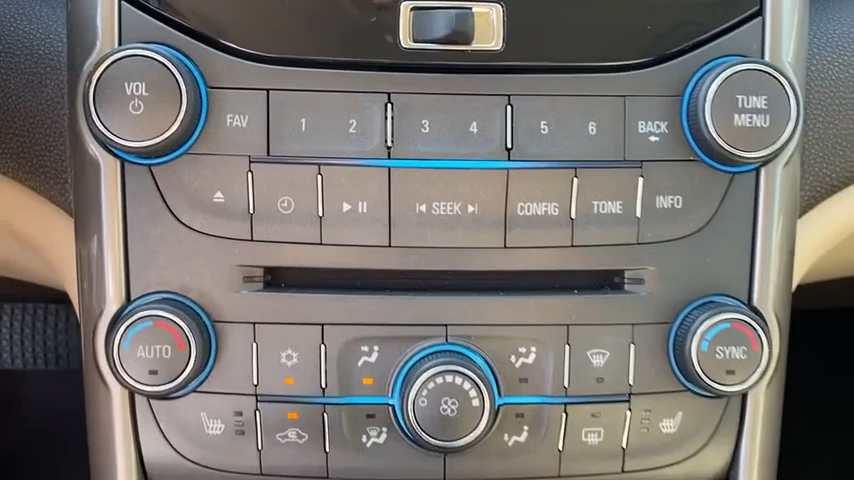 VOL
TUNE
MENU
FAV 1 2 3 4 5 6 BACK
SEEK CONFIG TONE INFO
AUTO SYNC